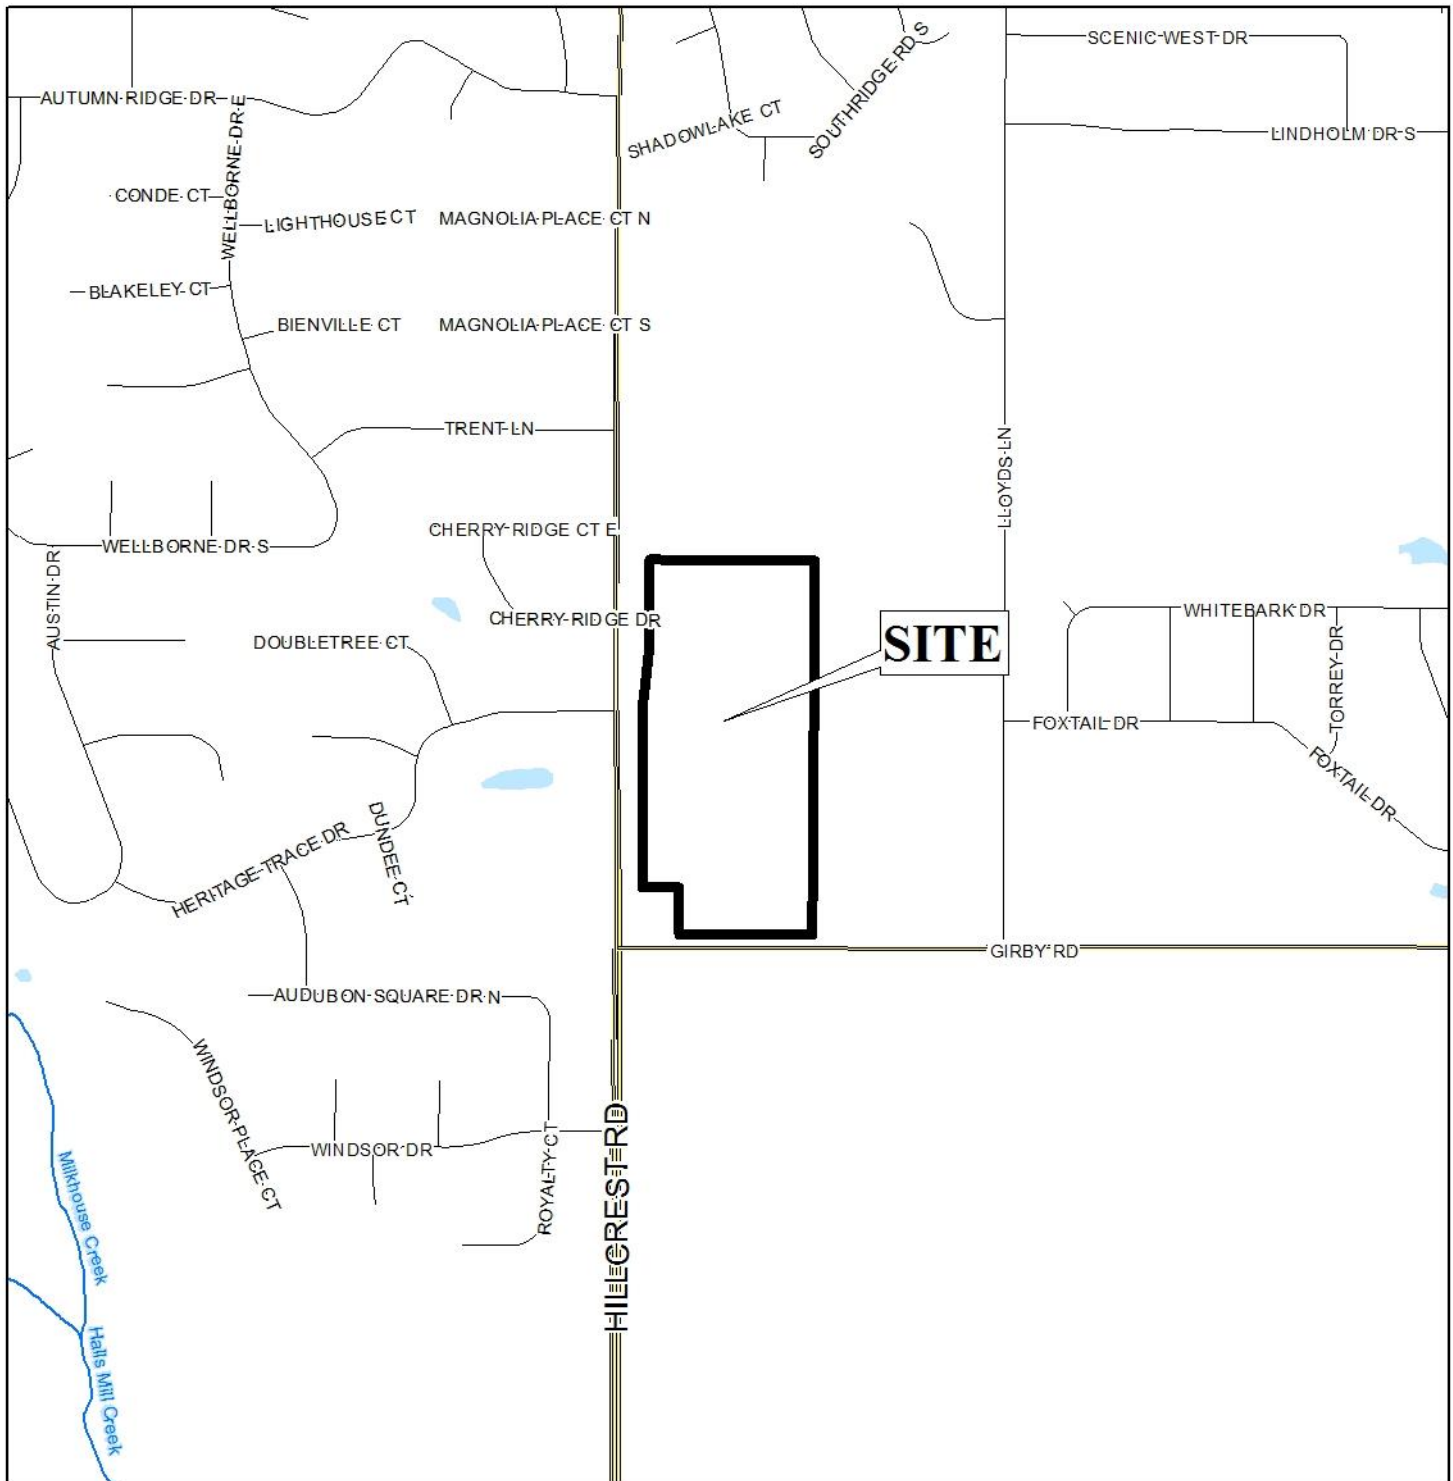 SCENIC WEST DR
AUTUMN RIDGE DR
SOUTHRIDGE RD S
SHADOWLAKE CT
LINDHOLM DR S
WELLBORNE DR E
CONDE CT
LIGHTHOUSE CT
MAGNOLIA PLACE CT N
BLAKELEY CT
BIENVILLE CT
MAGNOLIA PLACE CT S
TRENT LN
LLOYDS LN
CHERRY RIDGE CT E
WELLBORNE DR S
AUSTIN DR
CHERRY RIDGE DR
WHITEBARK DR
DOUBLETREE CT
SITE
TORREY DR
FOXTAIL DR
FOXTAIL DR
HERITAGE TRACE DR
DUNDEE CT
GIRBY RD
AUDUBON SQUARE DR N
WINDSOR PLACE CT
WINDSOR DR
ROYALTY CT
HILLCREST RD
Milkhouse Creek
Halls Mill Creek